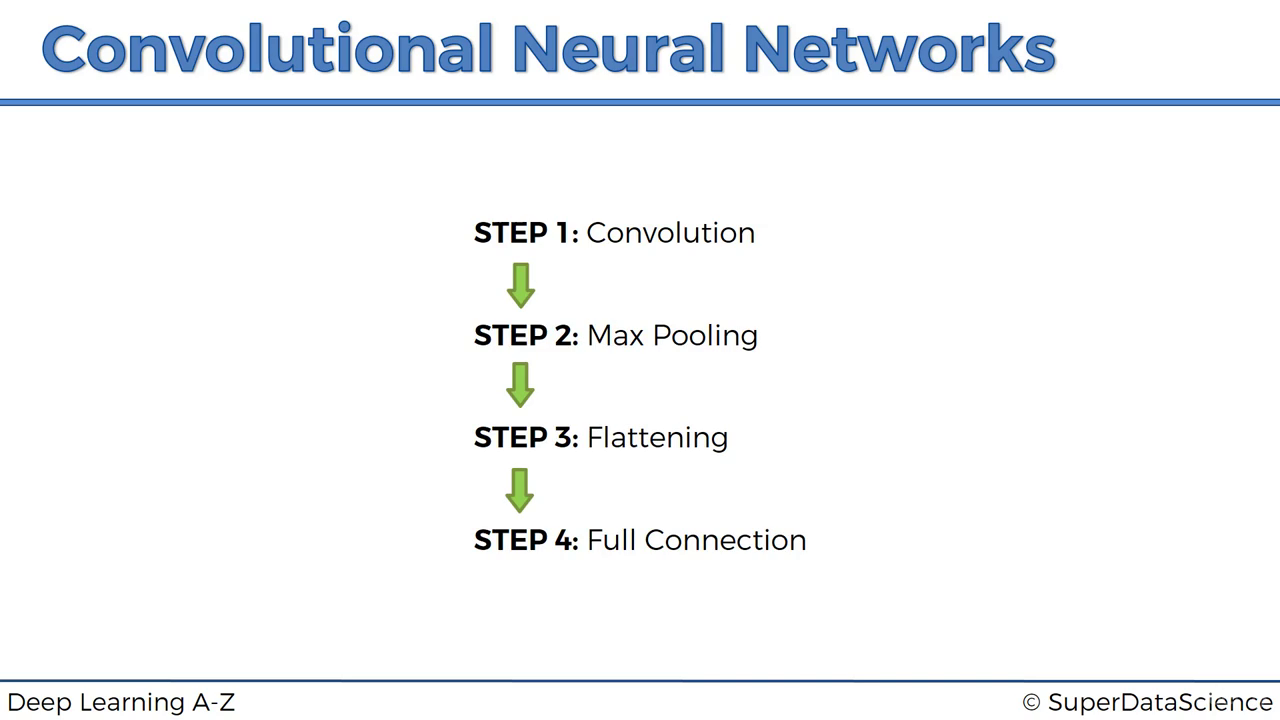 Convolutional Neural Networks
STEP 1: Convolution
STEP 2: Max Pooling
STEP 3: Flattening
STEP 4: Full Connection
Deep Learning A-Z
© SuperDataScience